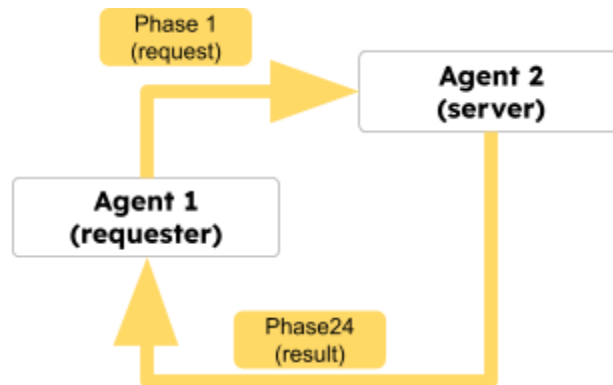 Phase 1
(request)
Agent 2
(server)
Agent 1
(requester)
Phase24
(result)